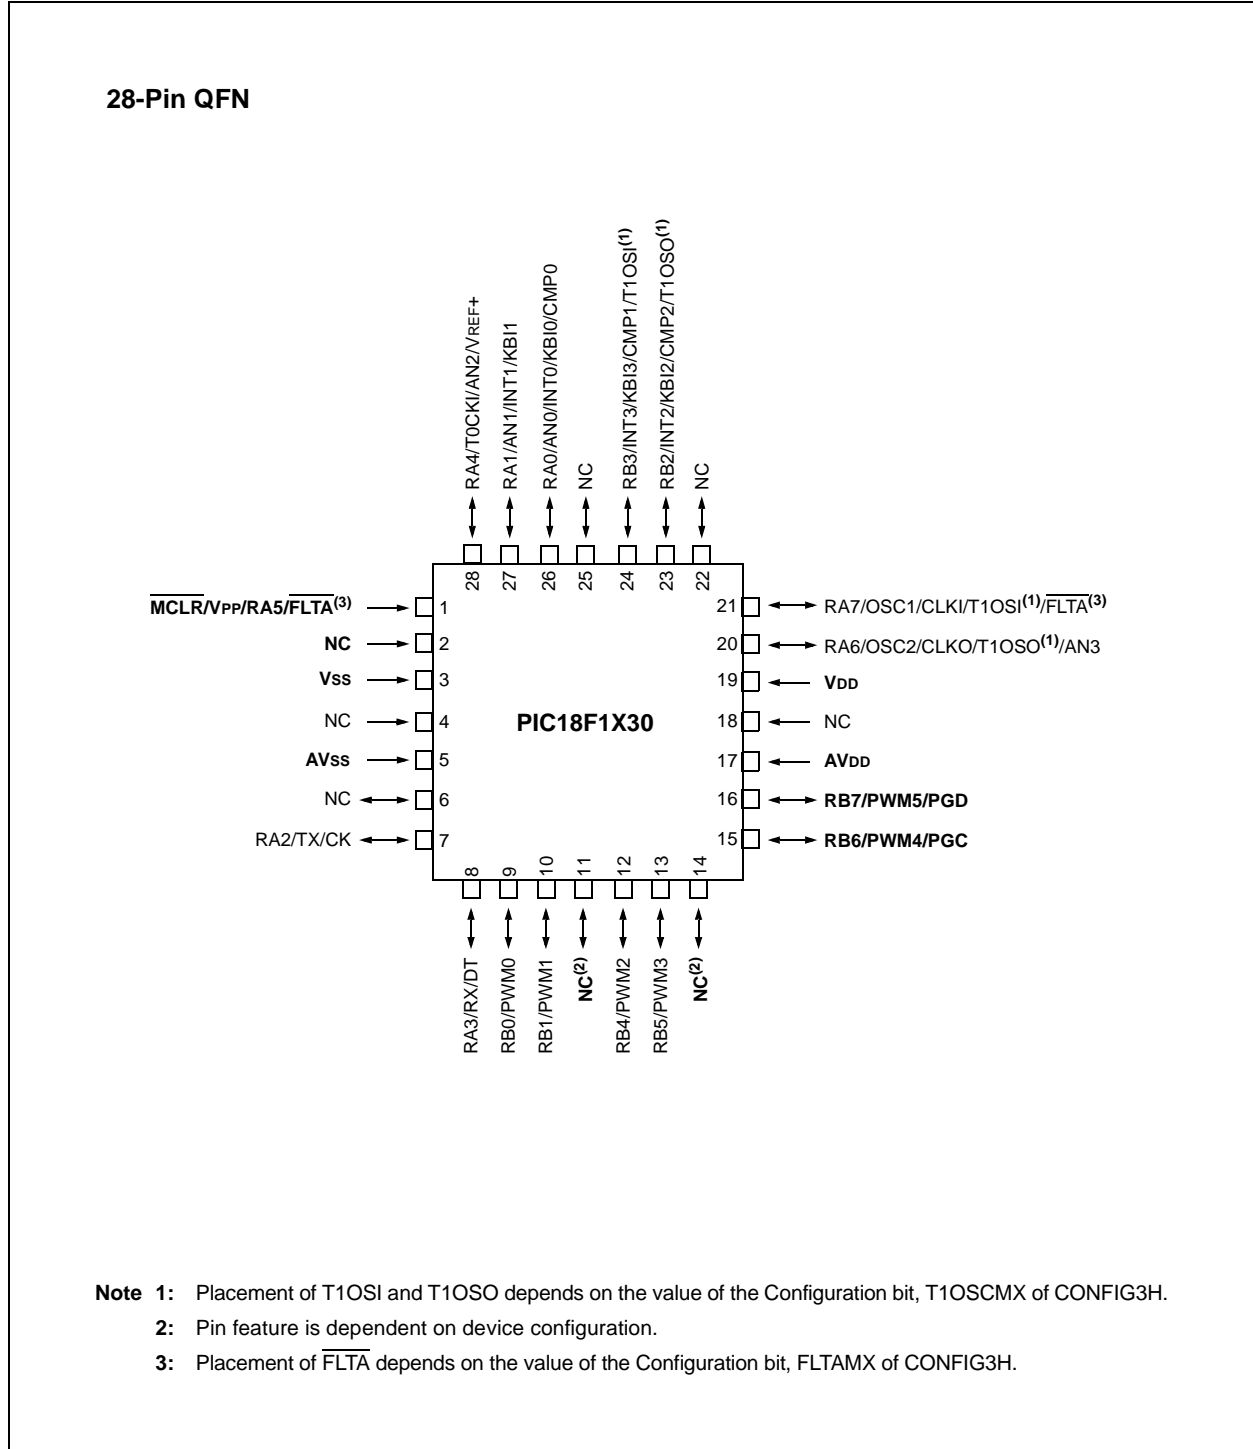 28-Pin QFN
RA4/T0CKI/AN2/VREF+
RA1/AN1/INT1/KBI1
RA0/AN0/INT0/KBI0/CMP0
NC
RB3/INT3/KBI3/CMP1/T1OSI(1)
RB2/INT2/KBI2/CMP2/T1OSO(1)
NC
28 27 26 25 24 23 22
MCLR/VPP/RA5/FLTA(3) 1
NC 2
VSS 3
NC 4
AVSS 5
NC 6
RA2/TX/CK 7
PIC18F1X30
21 RA7/OSC1/CLKI/T1OSI(1)/FLTA(3)
20 RA6/OSC2/CLKO/T1OSO(1)/AN3
19 VDD
18 NC
17 AVDD
16 RB7/PWM5/PGD
15 RB6/PWM4/PGC
8 9 10 11 12 13 14
RA3/RX/DT
RB0/PWM0
RB1/PWM1
NC(2)
RB4/PWM2
RB5/PWM3
NC(2)
Note 1: Placement of T1OSI and T1OSO depends on the value of the Configuration bit, T1OSCMX of CONFIG3H.
2: Pin feature is dependent on device configuration.
3: Placement of FLTA depends on the value of the Configuration bit, FLTAMX of CONFIG3H.